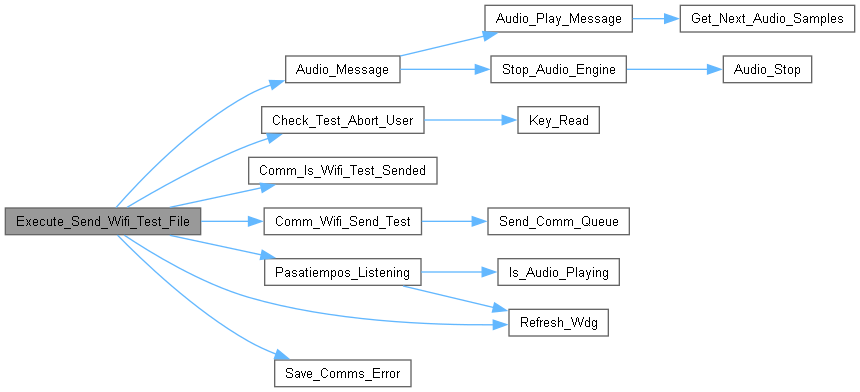 Audio_Play_Message
Get_Next_Audio_Samples
Audio_Message
Stop_Audio_Engine
Audio_Stop
Check_Test_Abort_User
Key_Read
Comm_Is_Wifi_Test_Sended
Execute_Send_Wifi_Test_File
Comm_Wifi_Send_Test
Send_Comm_Queue
Pasatiempos_Listening
Is_Audio_Playing
Refresh_Wdg
Save_Comms_Error